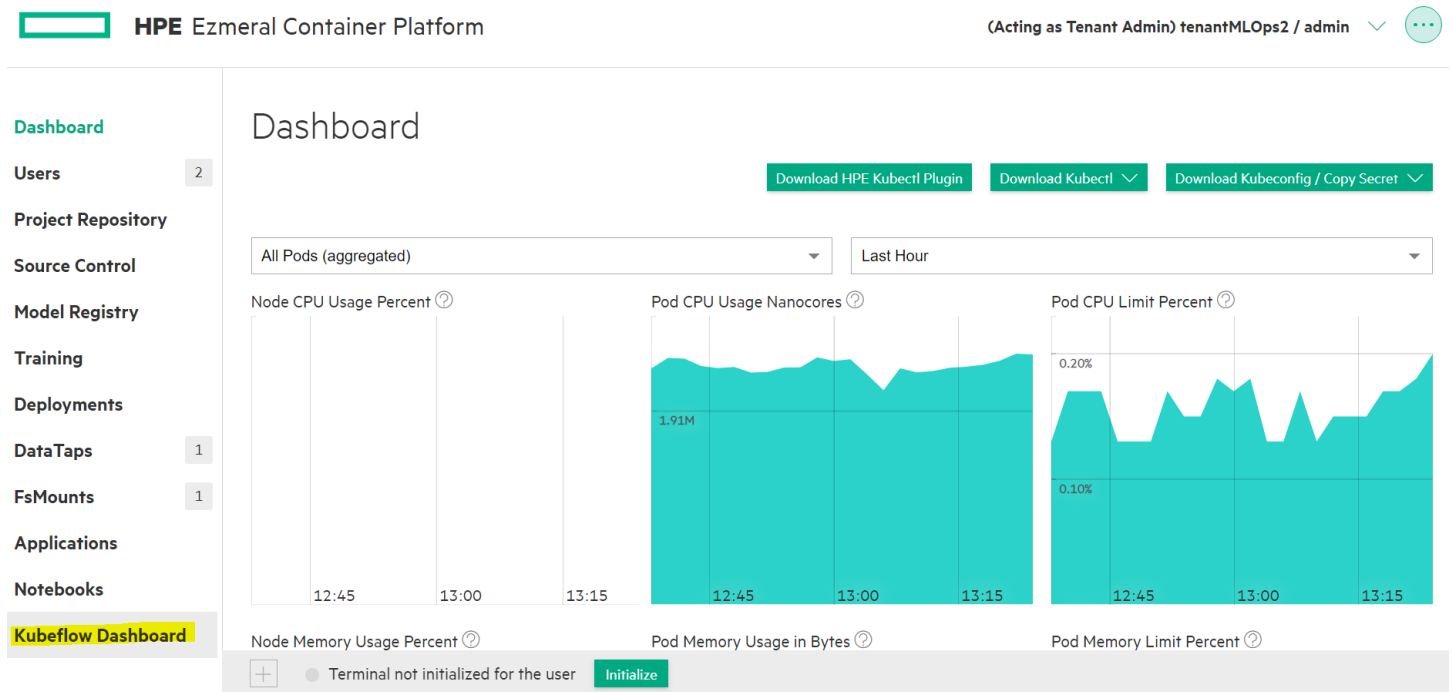 HPE Ezmeral Container Platform
(Acting as Tenant Admin) tenantMLOps2 / admin
Dashboard
Users 2
Project Repository
Source Control
Model Registry
Training
Deployments
DataTaps 1
FsMounts 1
Applications
Notebooks
Kubeflow Dashboard
Dashboard
Download HPE Kubectl Plugin
Download Kubectl
Download Kubeconfig / Copy Secret
All Pods (aggregated)
Last Hour
Node CPU Usage Percent ?
12:45 13:00 13:15
Pod CPU Usage Nanocores ?
1.91M
12:45 13:00 13:15
Pod CPU Limit Percent ?
0.20%
0.10%
12:45 13:00 13:15
Node Memory Usage Percent ?
Pod Memory Usage in Bytes ?
Pod Memory Limit Percent ?
Terminal not initialized for the user
Initialize